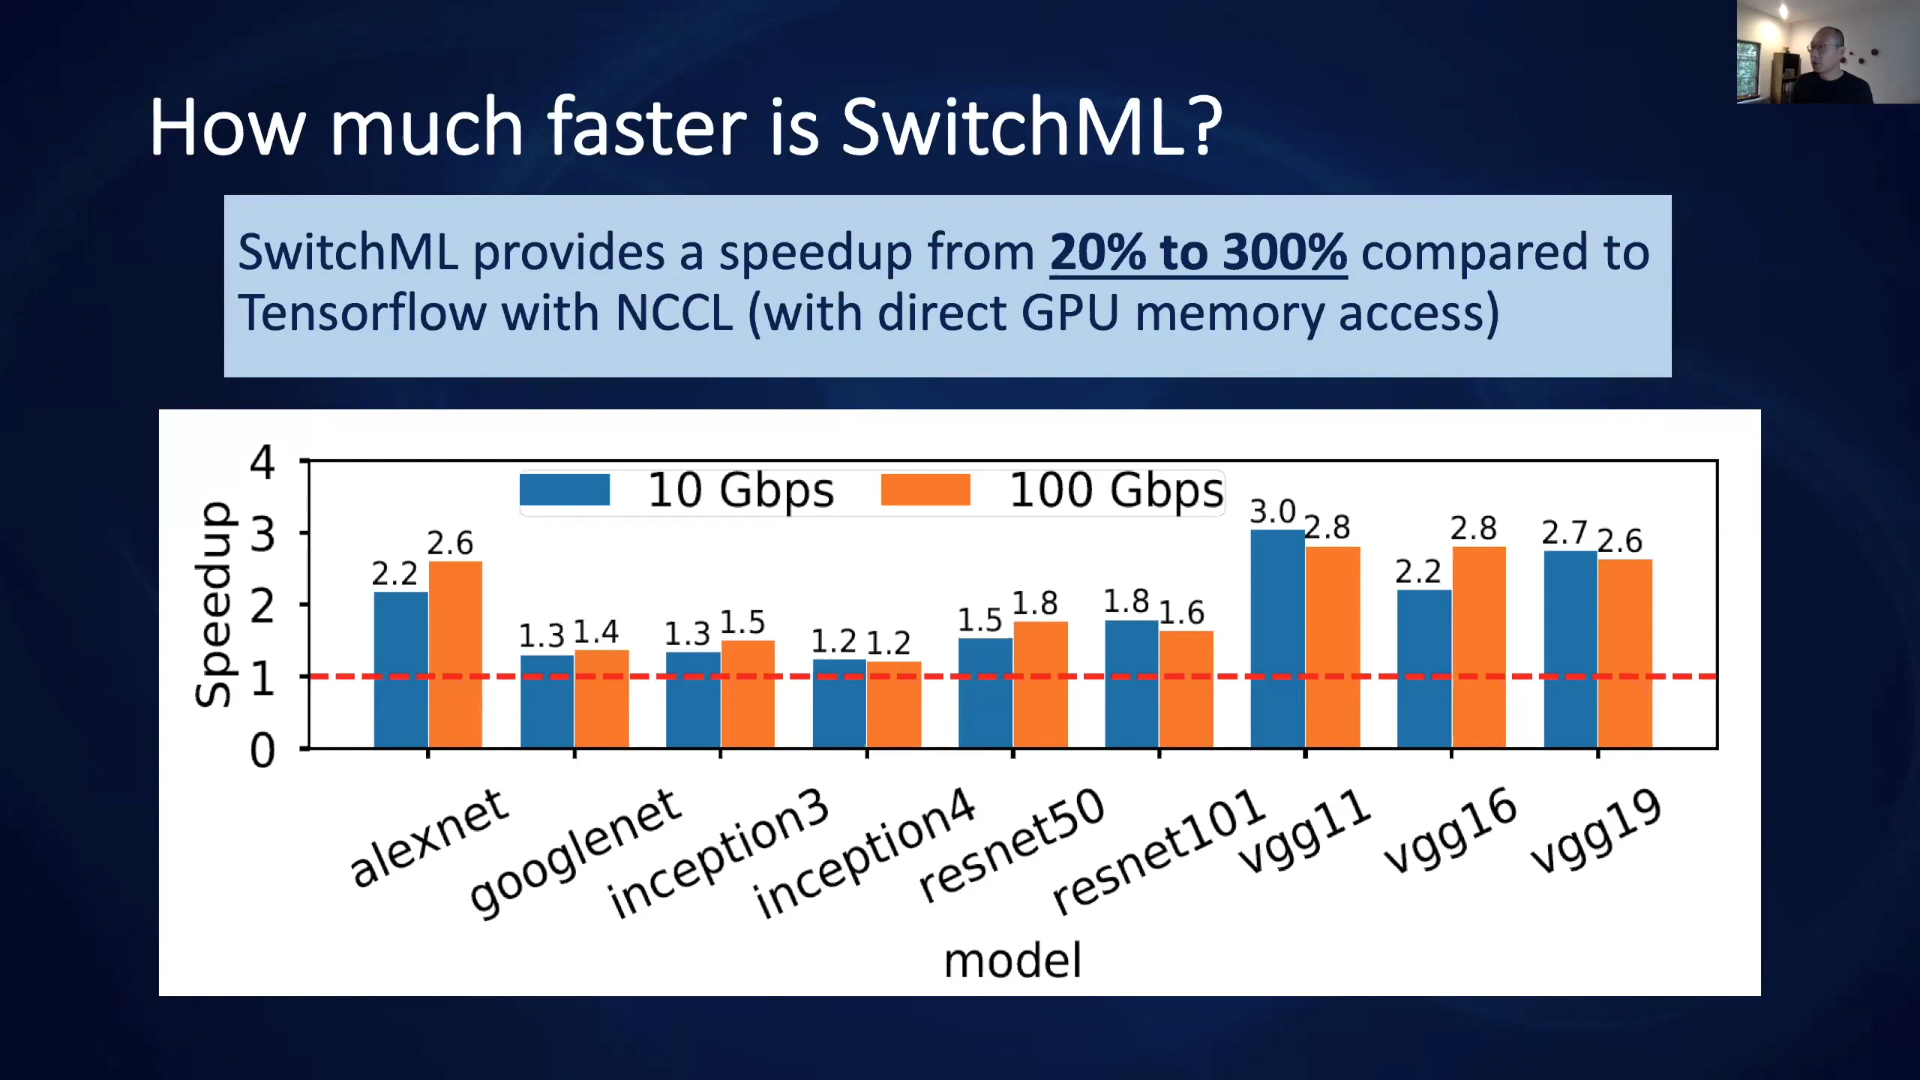 How much faster is SwitchML?
SwitchML provides a speedup from 20% to 300% compared to
Tensorflow with NCCL (with direct GPU memory access)
10 Gbps 100 Gbps
Speedup
4
3
2
1
0
2.2 2.6
1.3 1.4
1.3 1.5
1.2 1.2
1.5 1.8
1.8 1.6
3.0 2.8
2.2 2.8
2.7 2.6
alexnet
googlenet
inception3
inception4
resnet50
resnet101
vgg11
vgg16
vgg19
model